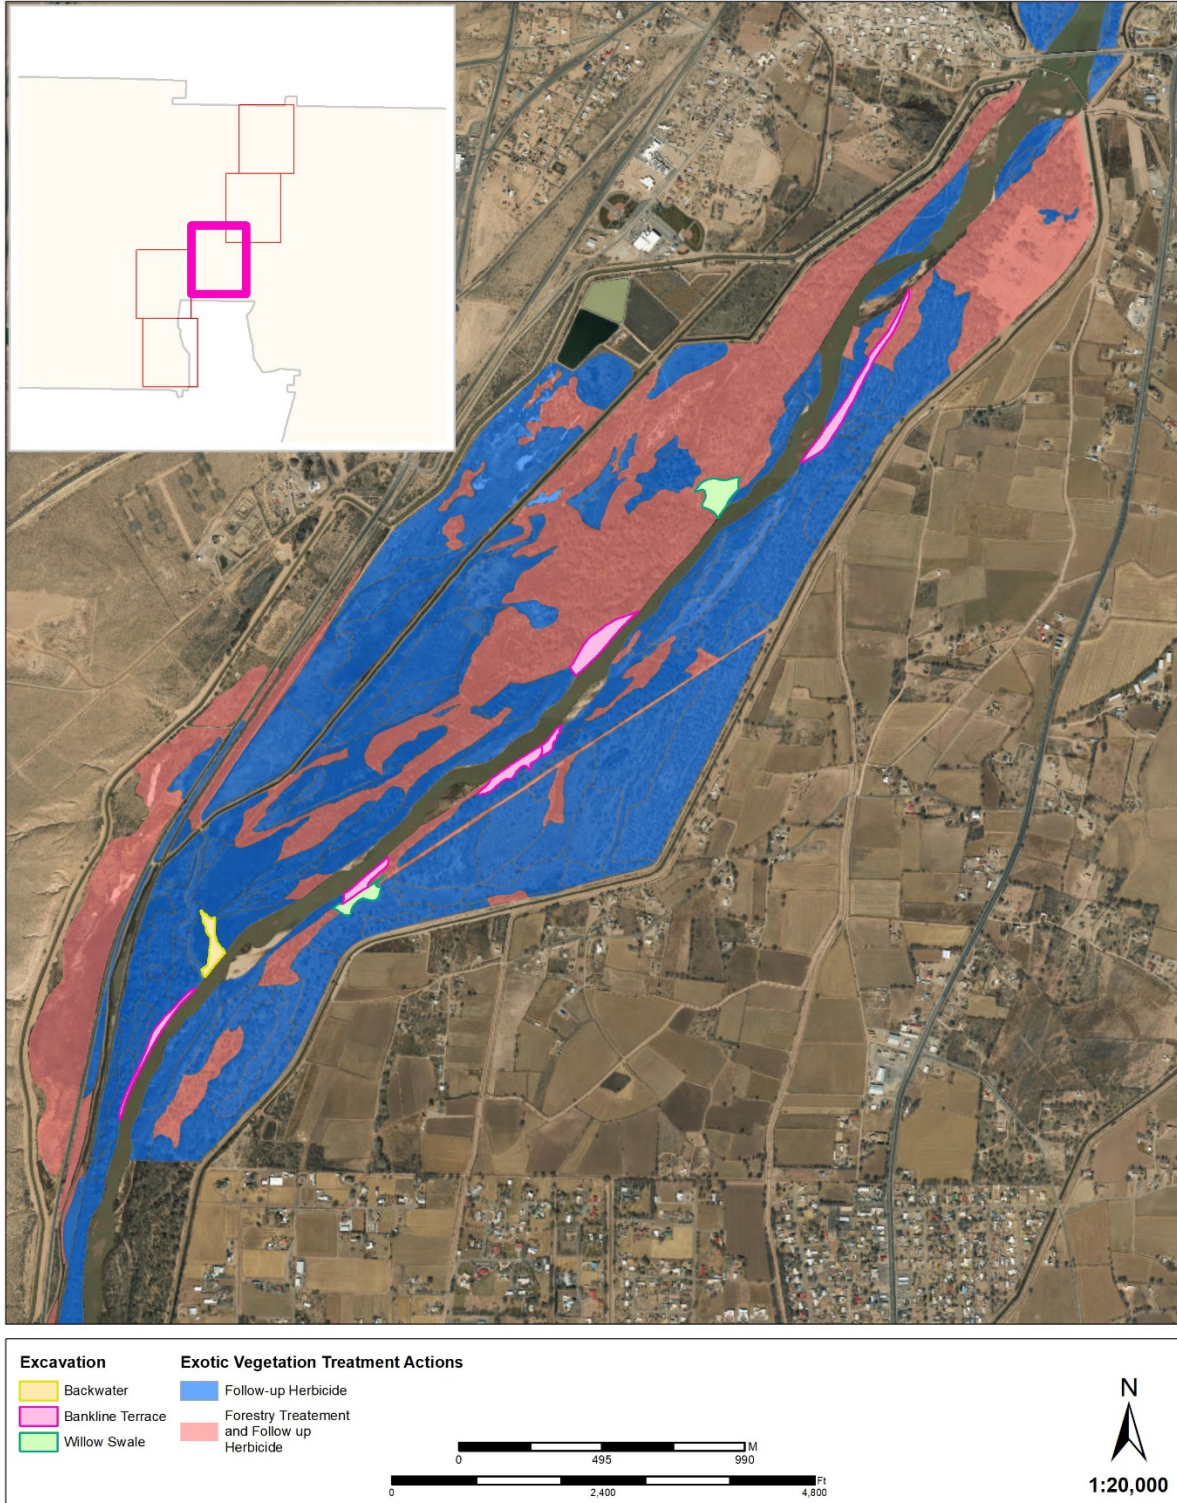 Excavation
Backwater
Bankline Terrace
Willow Swale
Exotic Vegetation Treatment Actions
Follow-up Herbicide
Forestry Treatement
and Follow up
Herbicide
M
0 495 990
Ft
0 2,400 4,800
N
1:20,000